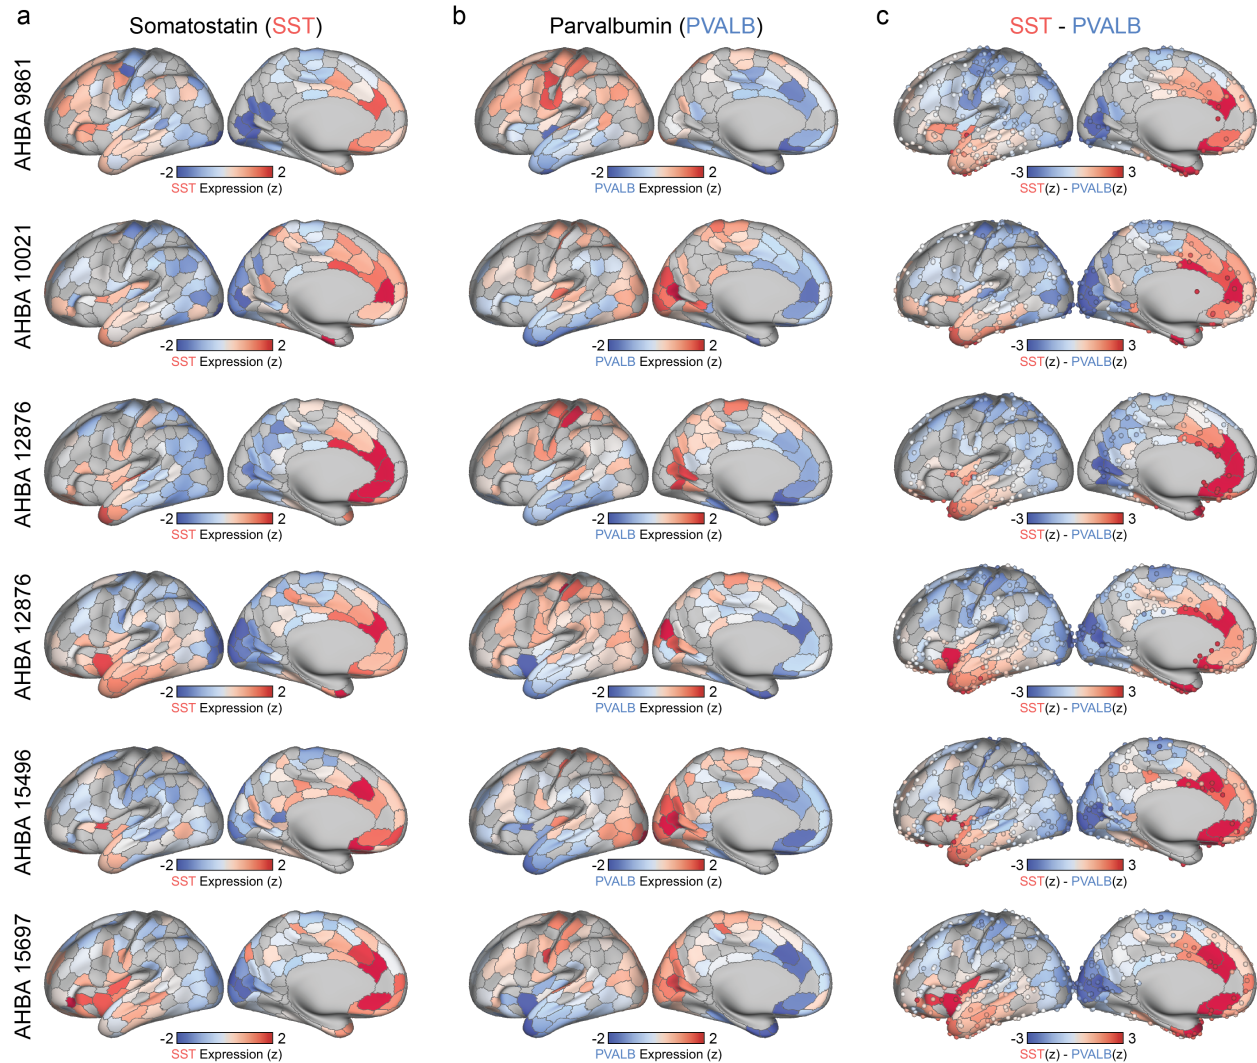 a
b
c
Somatostatin (SST)
Parvalbumin (PVALB)
SST - PVALB
AHBA 9861
-2 2
SST Expression (z)
-2 2
PVALB Expression (z)
-3 3
SST(z) - PVALB(z)
AHBA 10021
-2 2
SST Expression (z)
-2 2
PVALB Expression (z)
-3 3
SST(z) - PVALB(z)
AHBA 12876
-2 2
SST Expression (z)
-2 2
PVALB Expression (z)
-3 3
SST(z) - PVALB(z)
AHBA 12876
-2 2
SST Expression (z)
-2 2
PVALB Expression (z)
-3 3
SST(z) - PVALB(z)
AHBA 15496
-2 2
SST Expression (z)
-2 2
PVALB Expression (z)
-3 3
SST(z) - PVALB(z)
AHBA 15697
-2 2
SST Expression (z)
-2 2
PVALB Expression (z)
-3 3
SST(z) - PVALB(z)